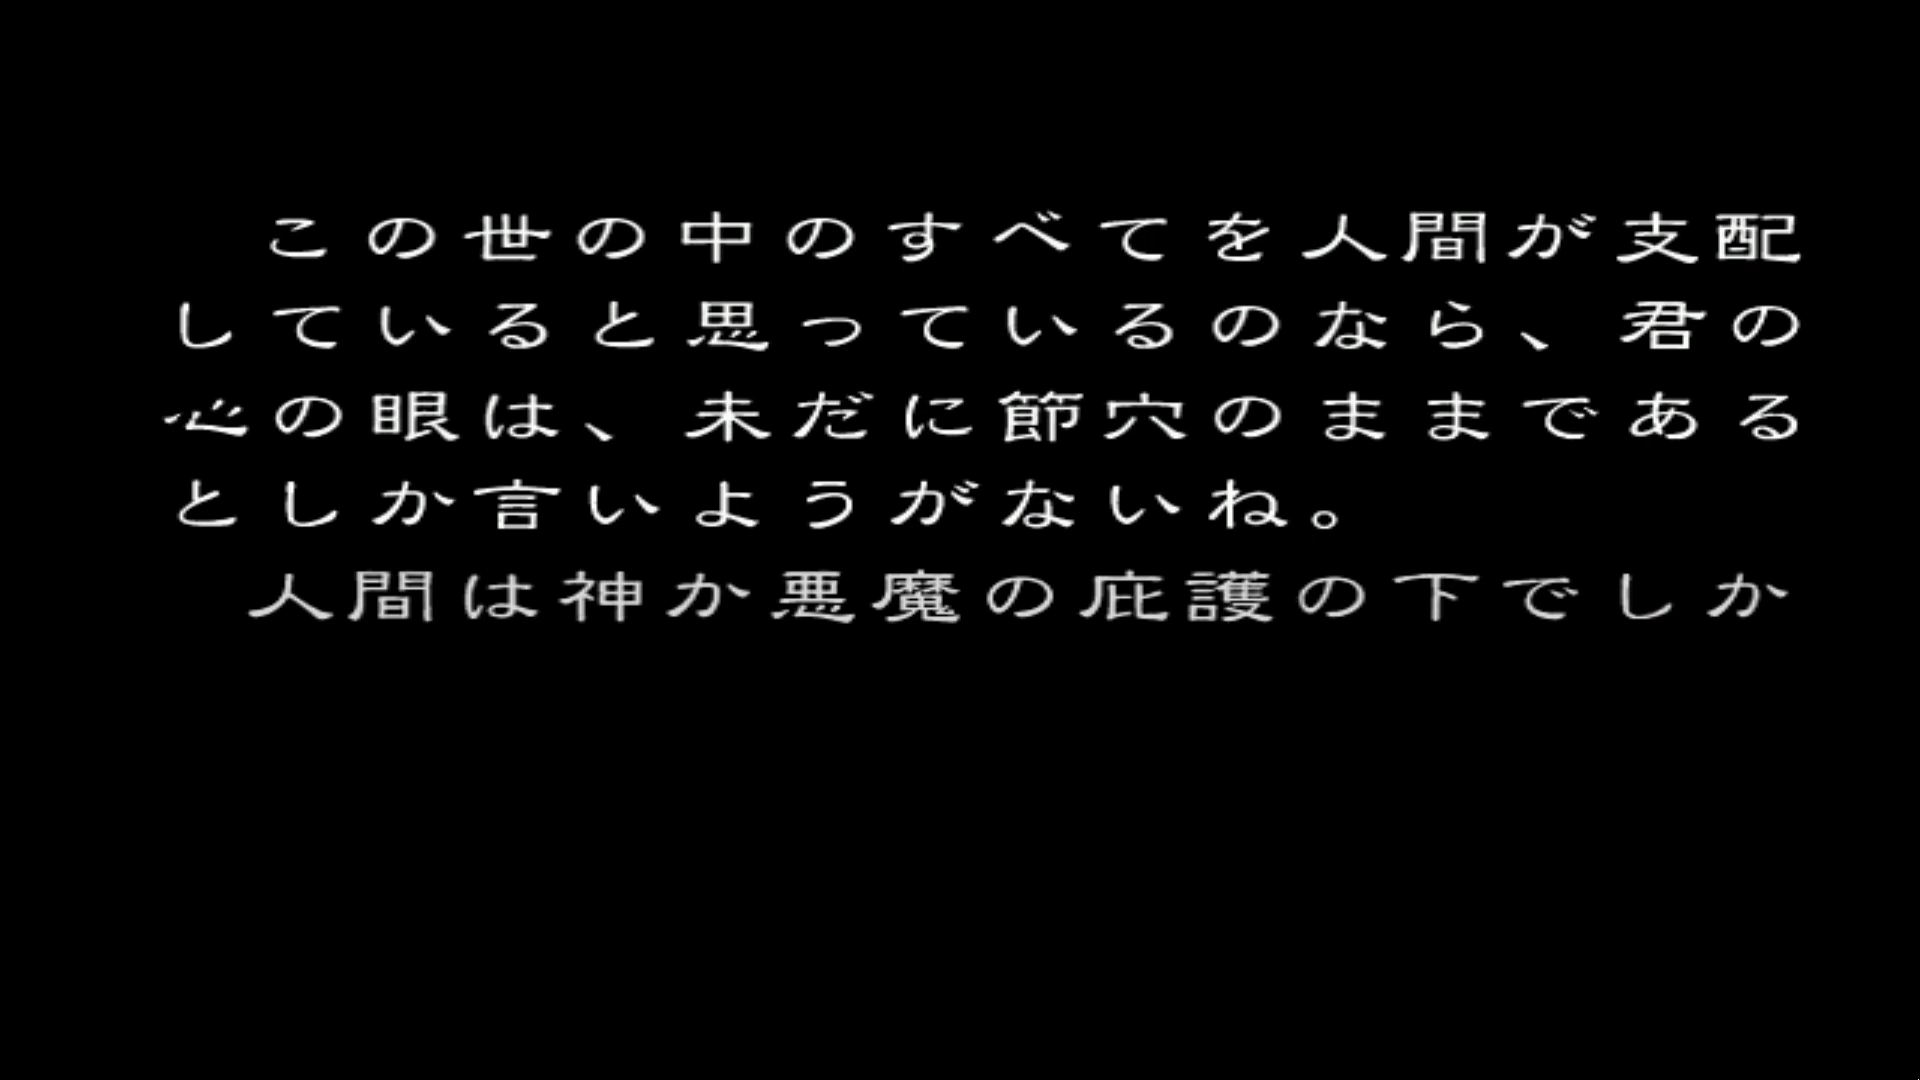 この世の中のすべてを人間が支配
していると思っているのなら、君の
心の眼は、未だに節穴のままである
としか言いようがないね。
人間は神か悪魔の庇護の下でしか